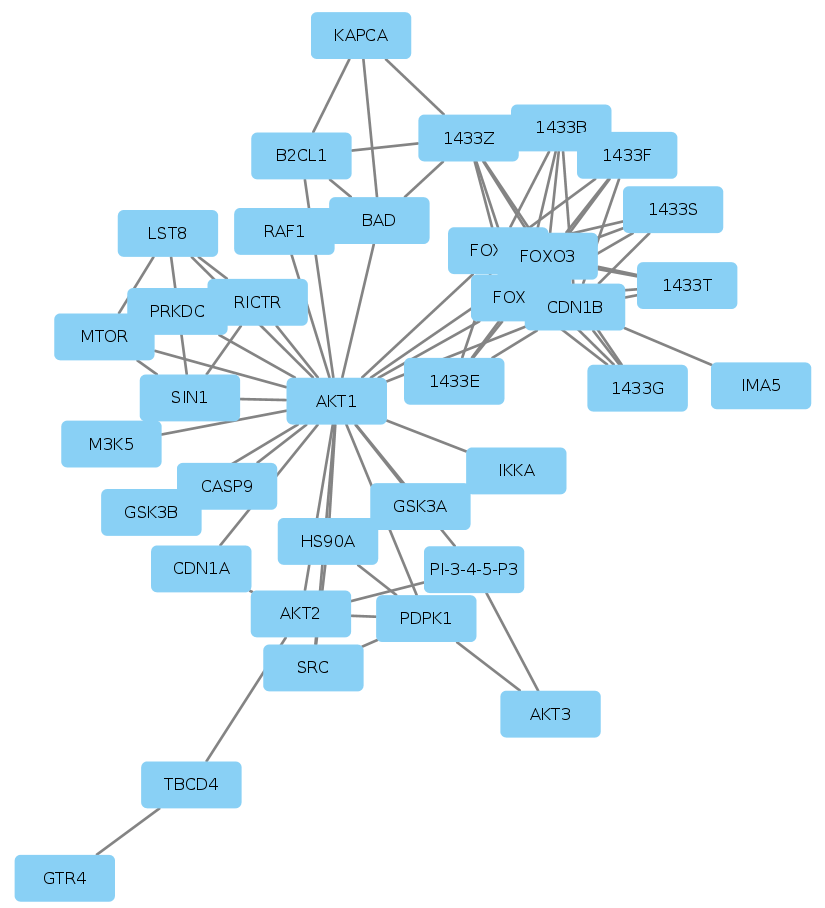 KAPCA
1433B
1433Z
B2CL1
1433F
1433S
BAD
RAF1
LST8
FOX
FOXO3
1433T
RICTR
PRKDC
FOX
CDN1B
MTOR
1433E
IMA5
1433G
SIN1
AKT1
M3K5
IKKA
CASP9
GSK3A
GSK3B
HS90A
CDN1A
PI-3-4-5-P3
AKT2
PDPK1
SRC
AKT3
TBCD4
GTR4